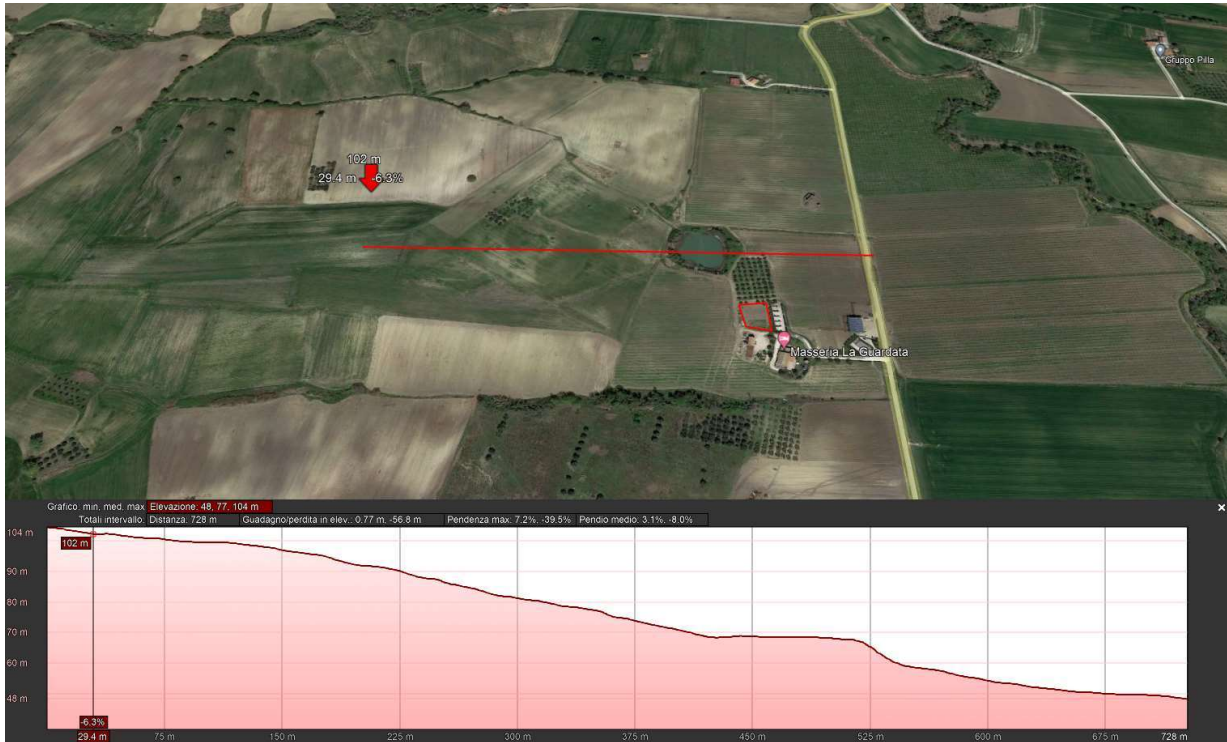 Gruppo Pilla
102 m
29.4 m -6.3%
Masseria La Guardata
Grafico. min. med. max Elevazione: 48, 77, 104 m
Totali intervallo: Distanza: 728 m Guadagno/perdita in elev.: 0.77 m, -56.8 m Pendenza max: 7.2%, -39.5% Pendio medio: 3.1%, -8.0%
104 m
102 m
90 m
80 m
70 m
60 m
48 m
-6.3%
29.4 m 75 m 150 m 225 m 300 m 375 m 450 m 525 m 600 m 675 m 728 m